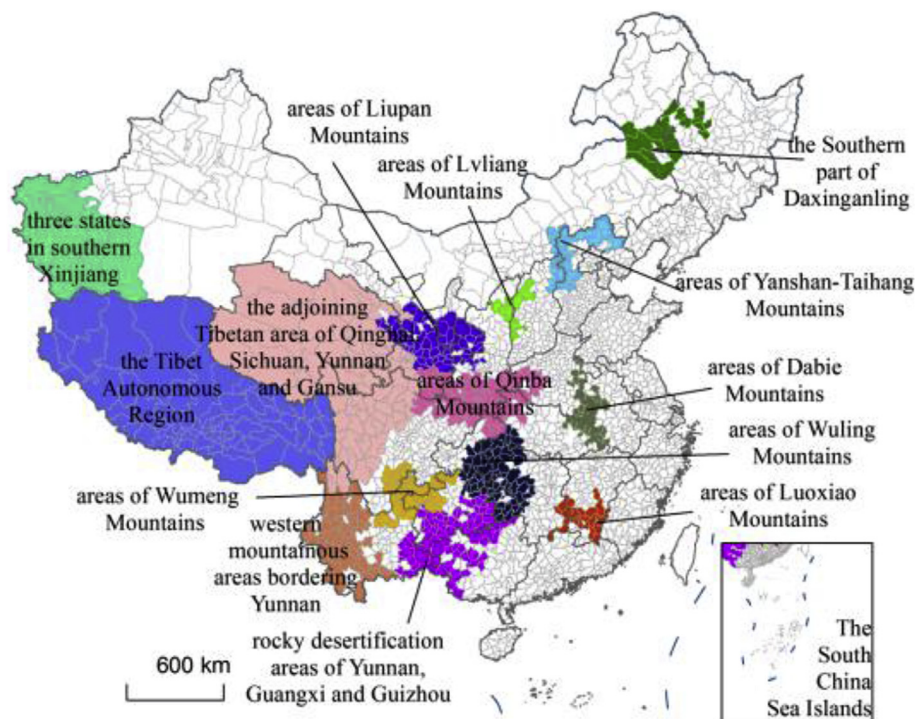 areas of Liupan
Mountains
areas of Lvliang
Mountains
the Southern
part of
Daxinganling
three states
in southern
Xinjiang
areas of Yanshan-Taihang
Mountains
the adjoining
Tibetan area of Qinghai
Sichuan, Yunnan
and Gansu
the Tibet
Autonomous
Region
areas of Qinba
Mountains
areas of Dabie
Mountains
areas of Wuling
Mountains
areas of Wumeng
Mountains
areas of Luoxiao
Mountains
western
mountainous
areas bordering
Yunnan
rocky desertification
areas of Yunnan,
Guangxi and Guizhou
600 km
The
South
China
Sea Islands